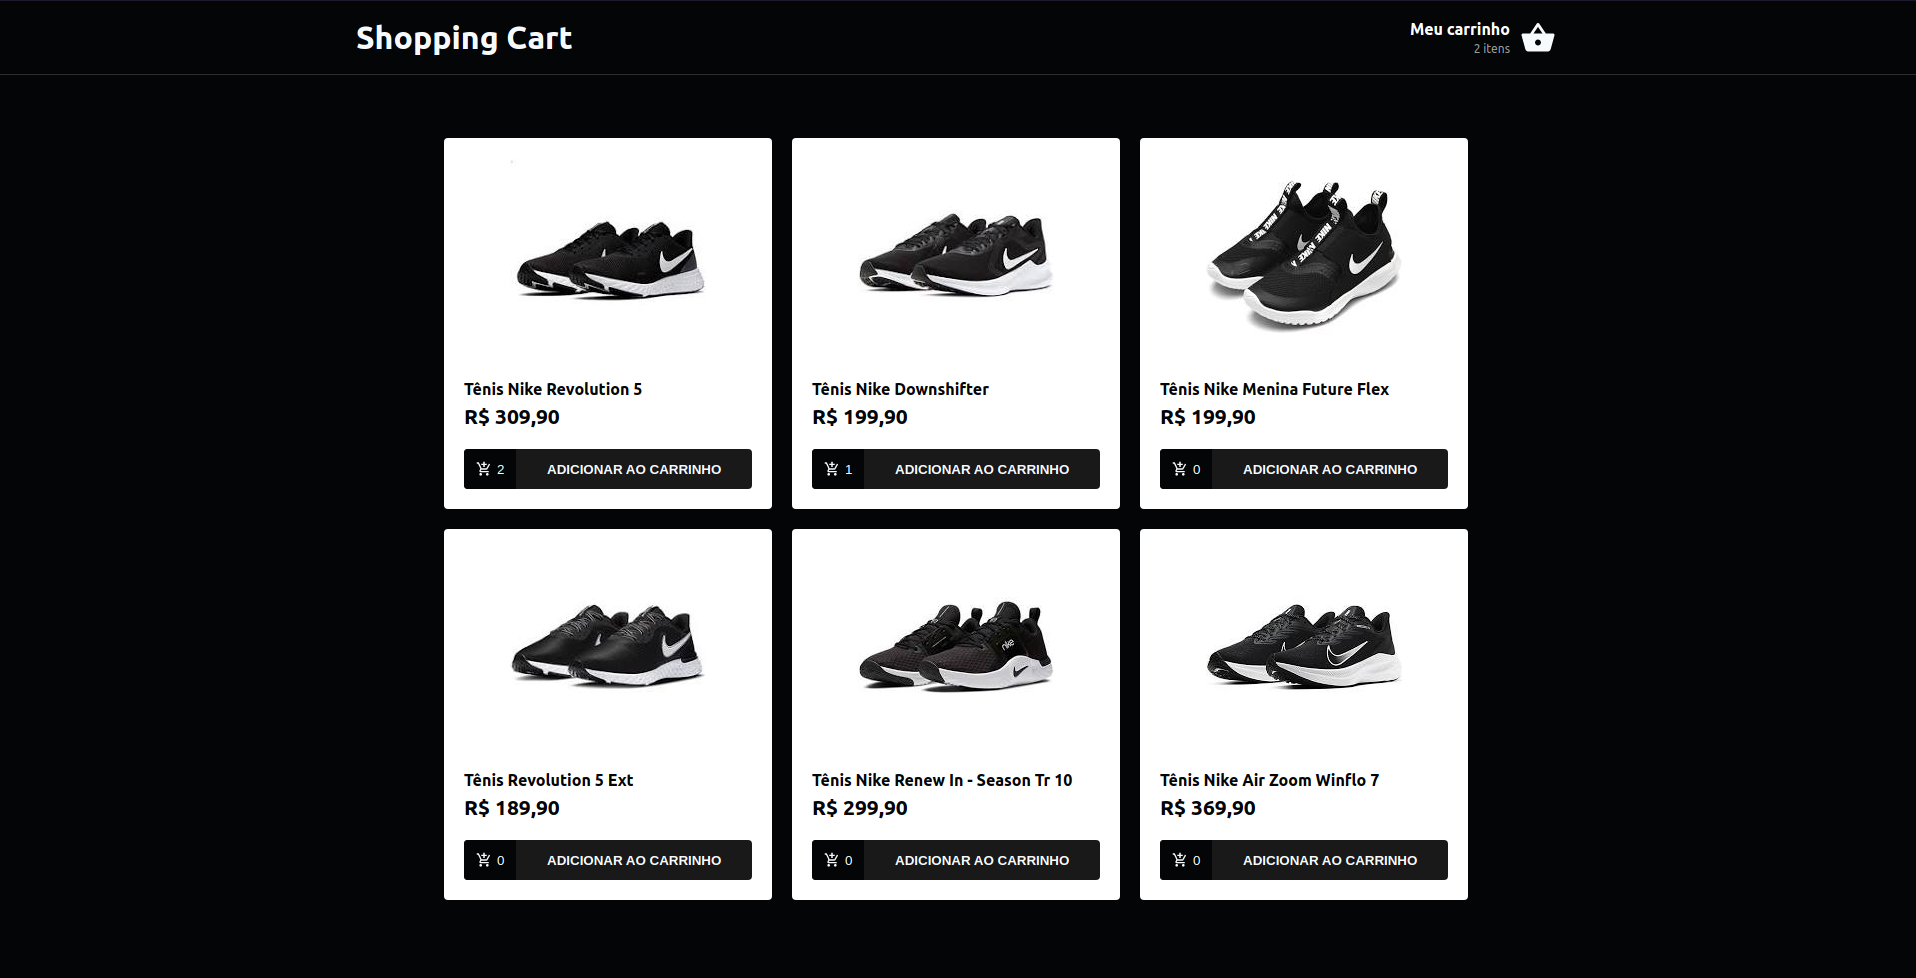 Shopping Cart
Meu carrinho
2 itens
Tênis Nike Revolution 5
R$ 309,90
2 ADICIONAR AO CARRINHO
Tênis Nike Downshifter
R$ 199,90
1 ADICIONAR AO CARRINHO
Tênis Nike Menina Future Flex
R$ 199,90
0 ADICIONAR AO CARRINHO
Tênis Revolution 5 Ext
R$ 189,90
0 ADICIONAR AO CARRINHO
Tênis Nike Renew In - Season Tr 10
R$ 299,90
0 ADICIONAR AO CARRINHO
Tênis Nike Air Zoom Winflo 7
R$ 369,90
0 ADICIONAR AO CARRINHO